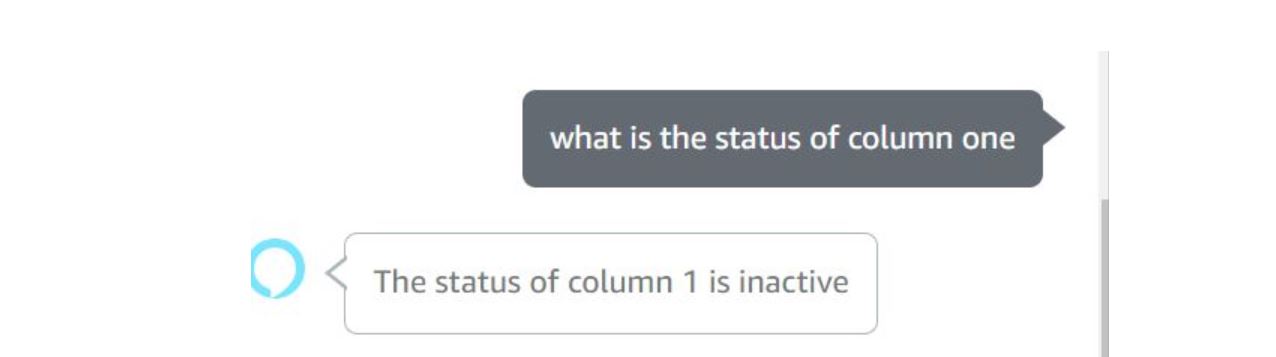 what is the status of column one
The status of column 1 is inactive